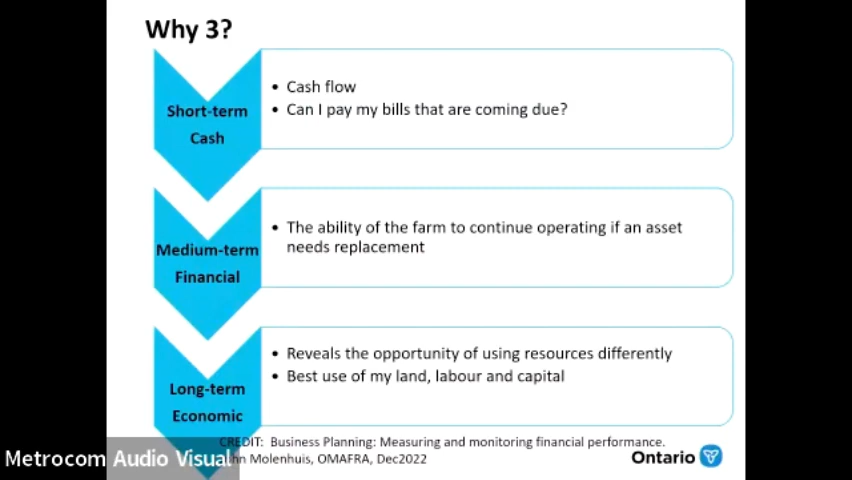 Why 3?
Short-term
Cash
• Cash flow
• Can I pay my bills that are coming due?
Medium-term
Financial
• The ability of the farm to continue operating if an asset
needs replacement
Long-term
Economic
• Reveals the opportunity of using resources differently
• Best use of my land, labour and capital
CREDIT: Business Planning: Measuring and monitoring financial performance.
Molenhuis, OMAFRA, Dec2022
Metrocom Audio Visual
Ontario